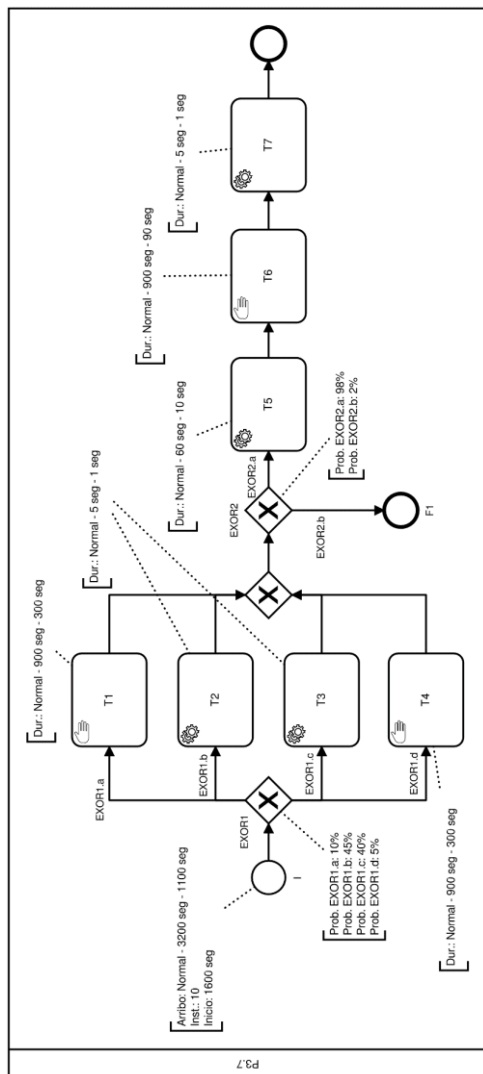 P3.7
Arribo: Normal - 3200 seg - 1100 seg
Inst.: 10
Inicio: 1600 seg
I
EXOR1
Prob. EXOR1.a: 10%
Prob. EXOR1.b: 45%
Prob. EXOR1.c: 40%
Prob. EXOR1.d: 5%
EXOR1.a
EXOR1.b
EXOR1.c
EXOR1.d
Dur.: Normal - 900 seg - 300 seg
T1
T2
T3
T4
Dur.: Normal - 900 seg - 300 seg
Dur.: Normal - 5 seg - 1 seg
EXOR2
EXOR2.a
EXOR2.b
Prob. EXOR2.a: 98%
Prob. EXOR2.b: 2%
F1
Dur.: Normal - 60 seg - 10 seg
T5
Dur.: Normal - 900 seg - 90 seg
T6
Dur.: Normal - 5 seg - 1 seg
T7